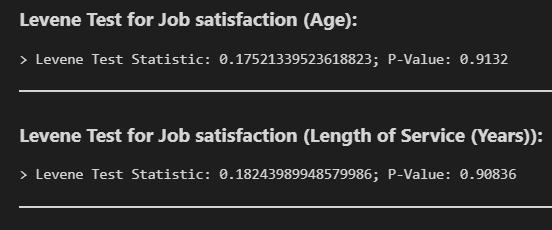 Levene Test for Job satisfaction (Age):
> Levene Test Statistic: 0.17521339523618823; P-Value: 0.9132
Levene Test for Job satisfaction (Length of Service (Years)):
> Levene Test Statistic: 0.18243989948579986; P-Value: 0.90836